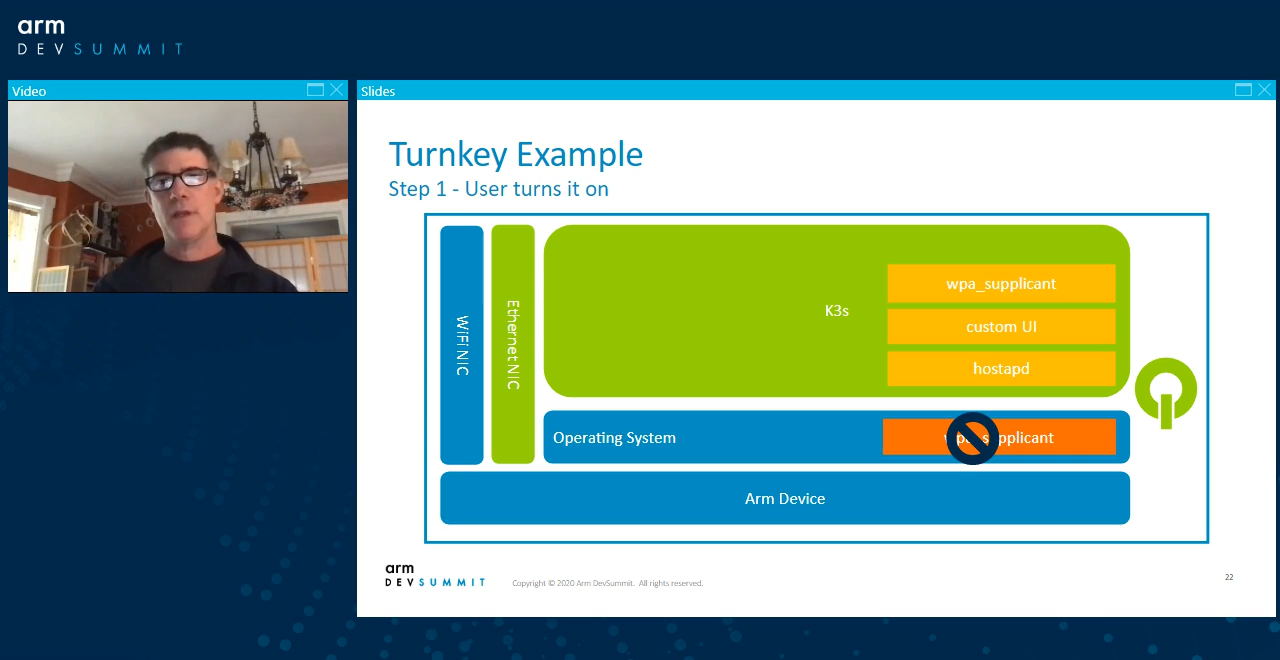 arm
DEVSUMMIT
Video
Slides
Turnkey Example
Step 1 - User turns it on
WiFi NIC
Ethernet NIC
K3s
wpa_supplicant
custom UI
hostapd
Operating System
wpa_supplicant
Arm Device
arm
DEVSUMMIT
Copyright © 2020 Arm DevSummit. All rights reserved.
22